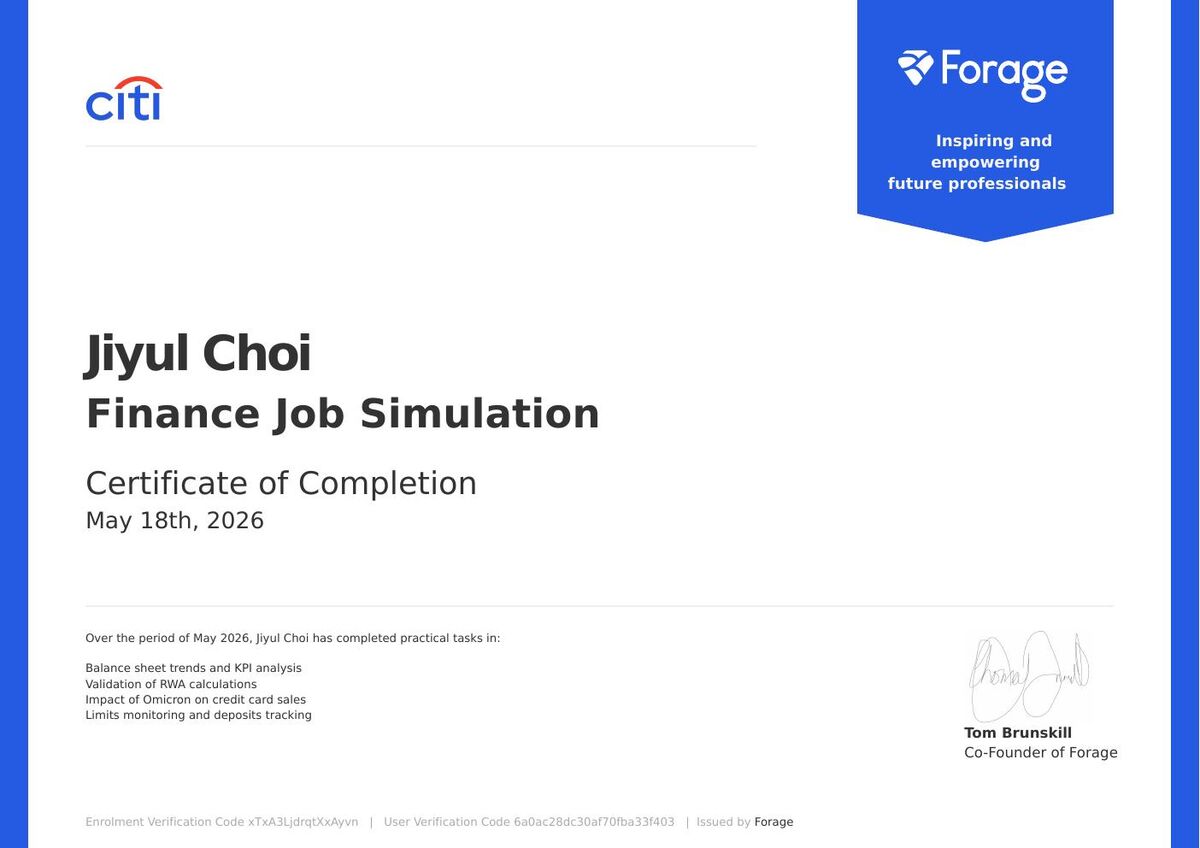 citi
Forage
Inspiring and
empowering
future professionals
Jiyul Choi
Finance Job Simulation
Certificate of Completion
May 18th, 2026
Over the period of May 2026, Jiyul Choi has completed practical tasks in:
Balance sheet trends and KPI analysis
Validation of RWA calculations
Impact of Omicron on credit card sales
Limits monitoring and deposits tracking
Tom Brunskill
Co-Founder of Forage
Enrolment Verification Code xTxA3LjdrqtXxAyvn | User Verification Code 6a0ac28dc30af70fba33f403 | Issued by Forage